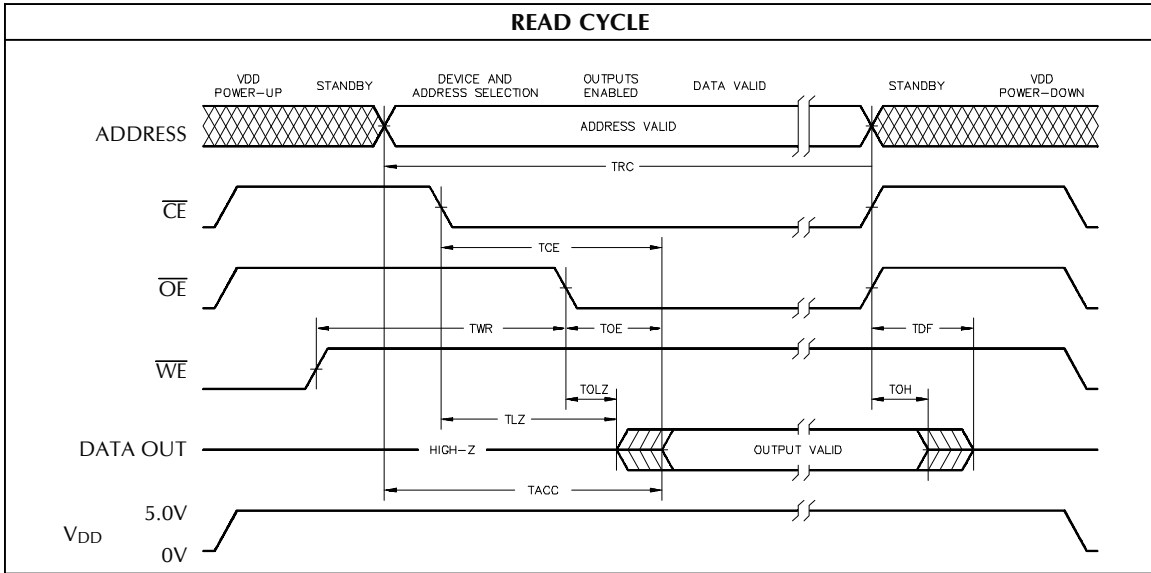 READ CYCLE
VDD POWER-UP
STANDBY
DEVICE AND ADDRESS SELECTION
OUTPUTS ENABLED
DATA VALID
STANDBY
VDD POWER-DOWN
ADDRESS
ADDRESS VALID
TRC
CE
TCE
OE
TWR
TOE
TDF
WE
TOLZ
TOH
TLZ
DATA OUT
HIGH-Z
OUTPUT VALID
TACC
5.0V
VDD
0V